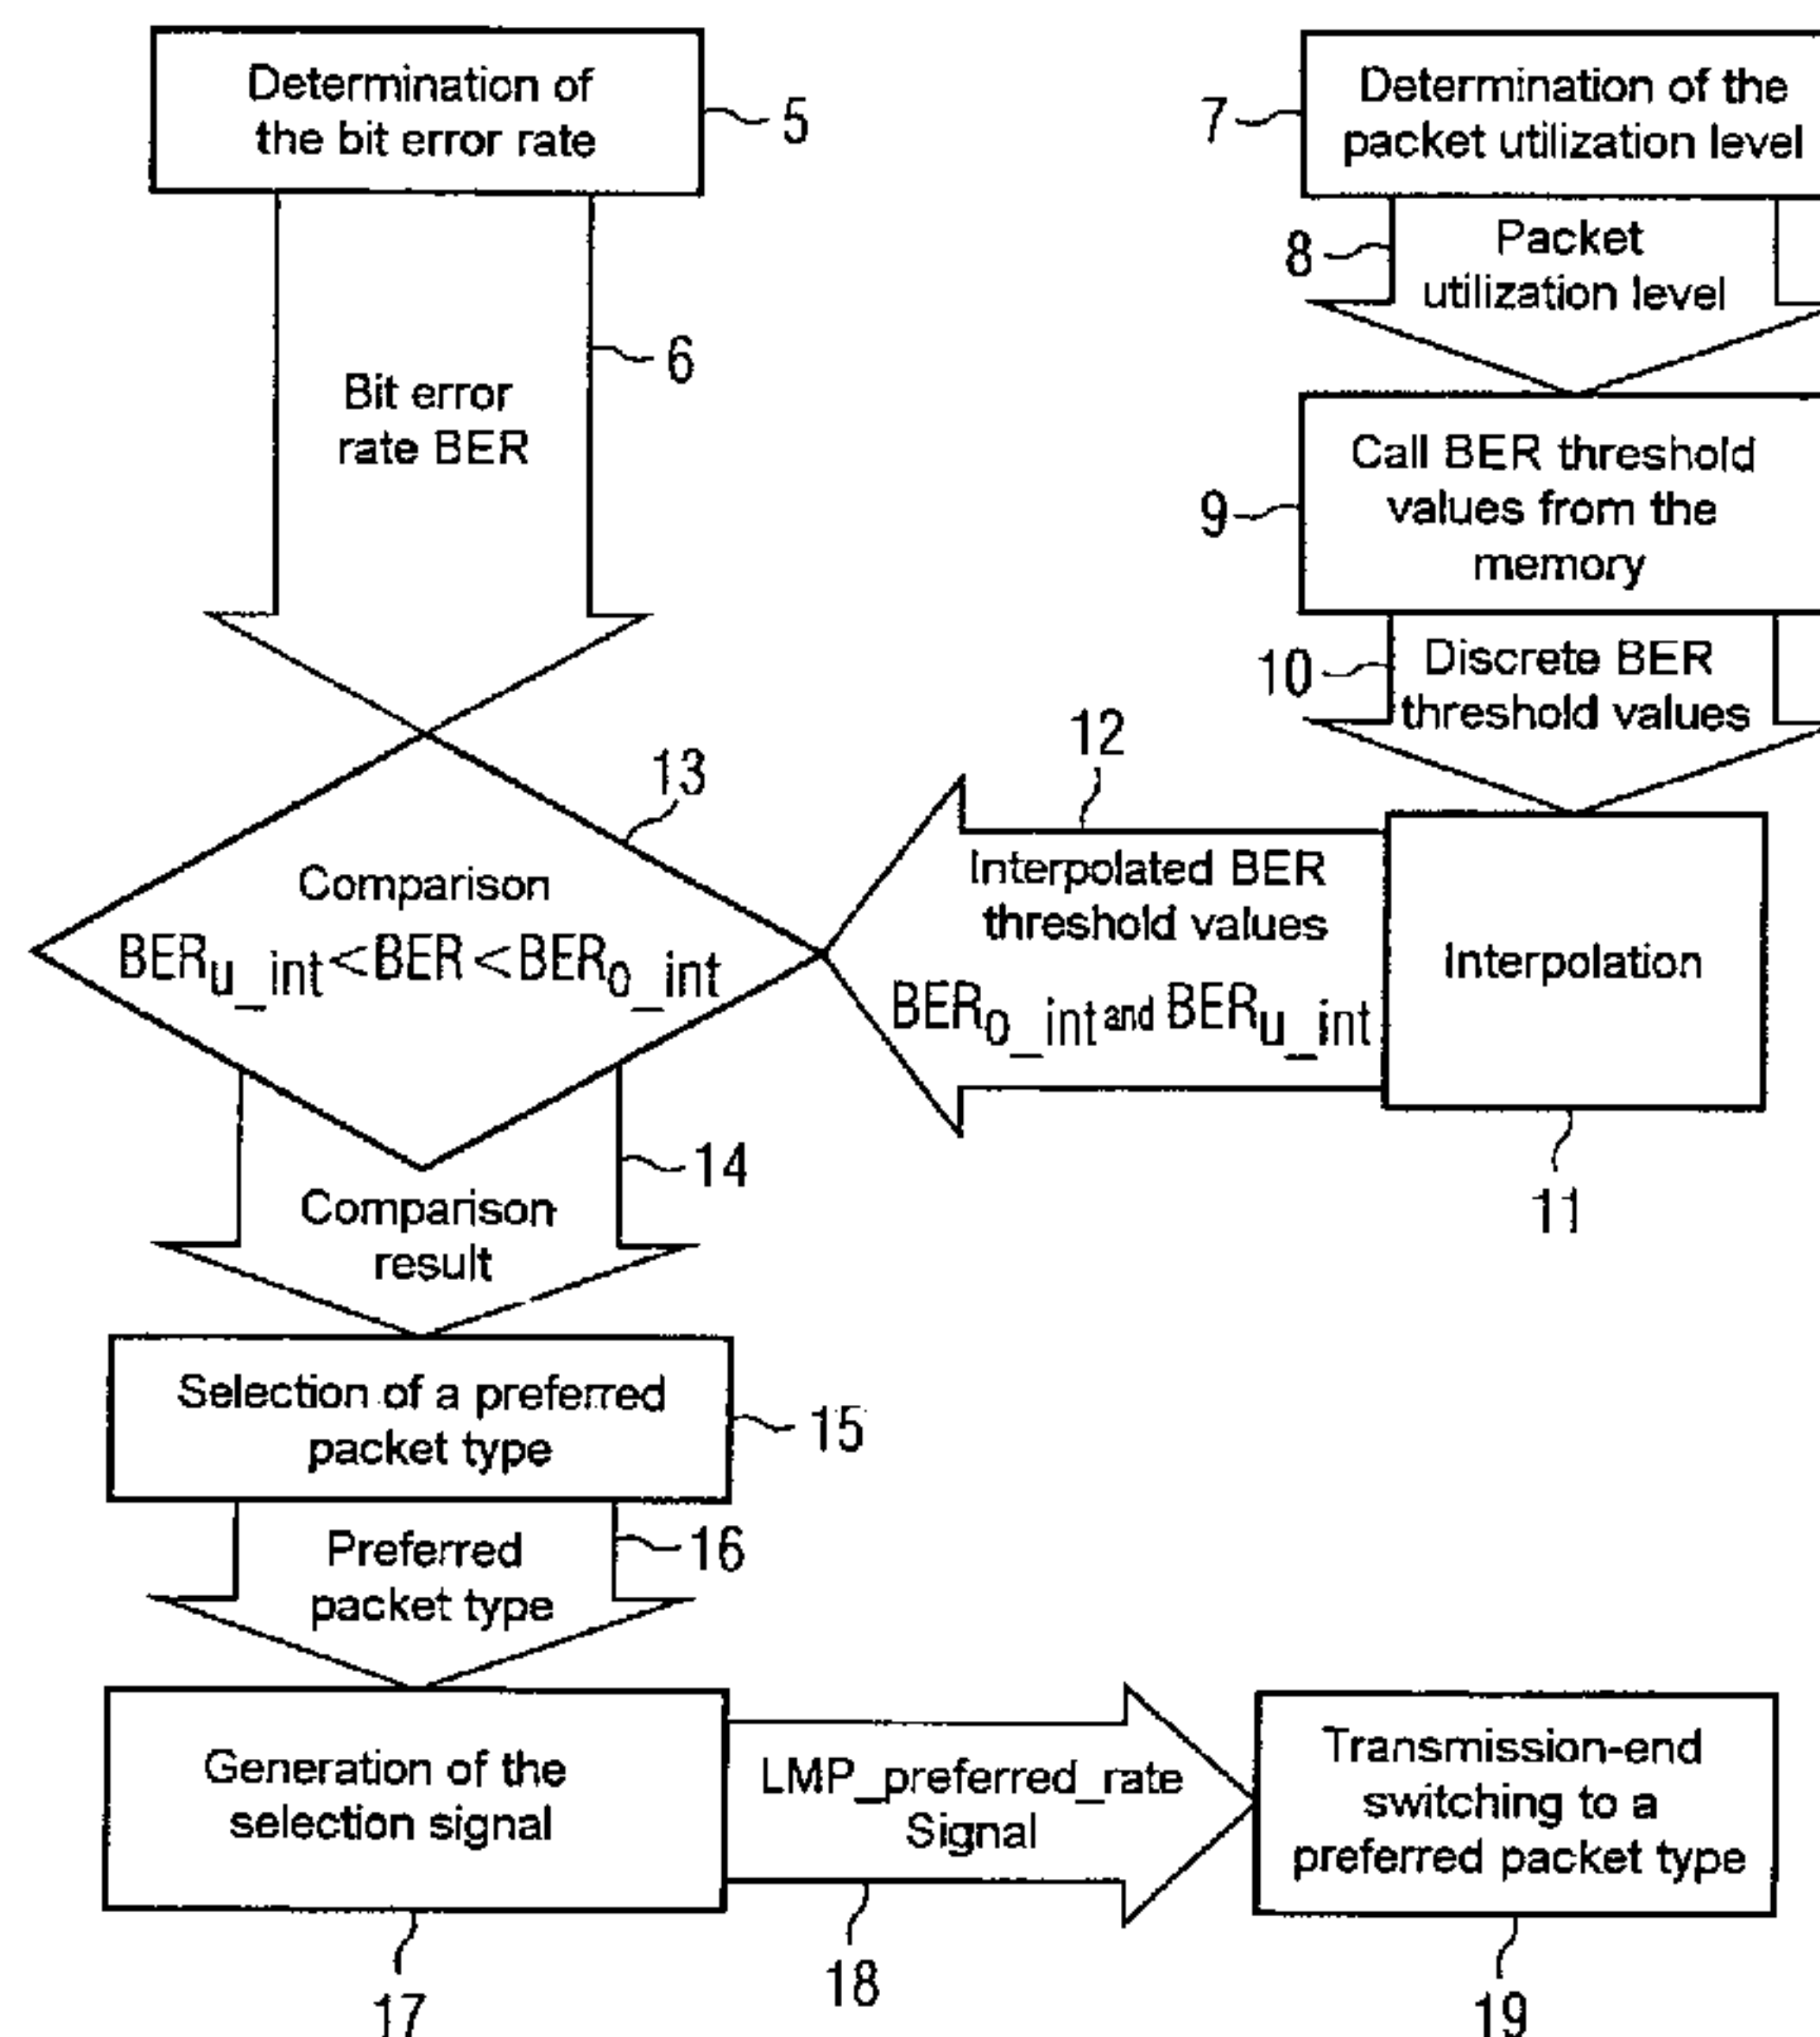 Determination of
the bit error rate
5
7
Determination of the
packet utilization level
8
Packet
utilization level
6
Bit error
rate BER
9
Call BER threshold
values from the
memory
10
Discrete BER
threshold values
12
13
Interpolated BER
threshold values
BERo_int and BERu_int
Interpolation
11
Comparison
BERu_int<BER<BERo_int
14
Comparison
result
Selection of a preferred
packet type
15
Preferred
packet type
16
Generation of the
selection signal
17
LMP_preferred_rate
Signal
18
Transmission-end
switching to a
preferred packet type
19